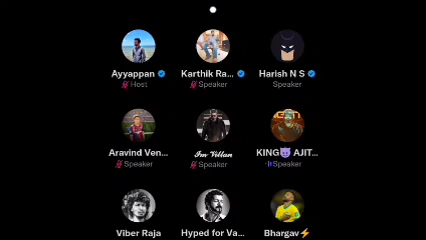 Ayyappan
Karthik Ra...
Harish N S
Host
Speaker
Speaker
Aravind Ven...
𝓘𝓶 𝓥𝓲𝓵𝓵𝓪𝓷
KING😈 AJIT...
Speaker
Speaker
Speaker
Viber Raja
Hyped for Va...
Bhargav⚡